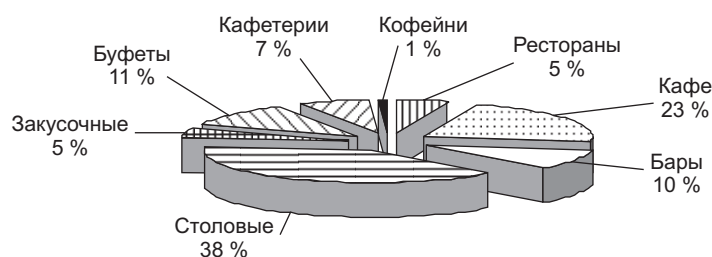 Кафетерии
7 %
Кофейни
1 %
Рестораны
5 %
Буфеты
11 %
Кафе
23 %
Закусочные
5 %
Бары
10 %
Столовые
38 %